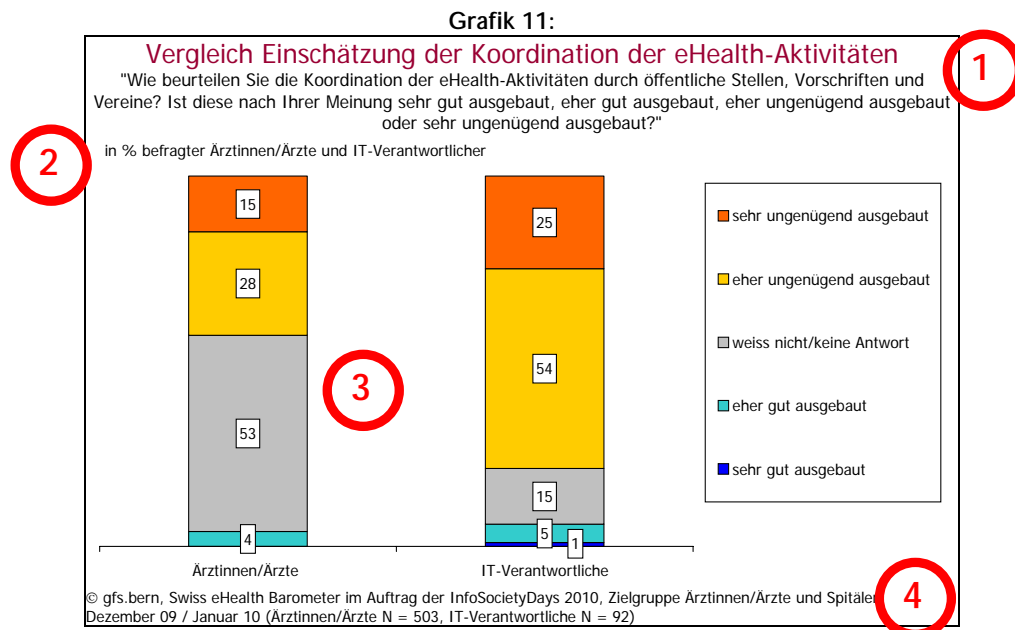 Grafik 11:
Vergleich Einschätzung der Koordination der eHealth-Aktivitäten
1
"Wie beurteilen Sie die Koordination der eHealth-Aktivitäten durch öffentliche Stellen, Vorschriften und
Vereine? Ist diese nach Ihrer Meinung sehr gut ausgebaut, eher gut ausgebaut, eher ungenügend ausgebaut
oder sehr ungenügend ausgebaut?"
2
in % befragter Ärztinnen/Ärzte und IT-Verantwortlicher
15
28
53
4
3
25
54
15
5
1
sehr ungenügend ausgebaut
eher ungenügend ausgebaut
weiss nicht/keine Antwort
eher gut ausgebaut
sehr gut ausgebaut
Ärztinnen/Ärzte
IT-Verantwortliche
© gfs.bern, Swiss eHealth Barometer im Auftrag der InfoSocietyDays 2010, Zielgruppe Ärztinnen/Ärzte und Spitäler
Dezember 09 / Januar 10 (Ärztinnen/Ärzte N = 503, IT-Verantwortliche N = 92)
4